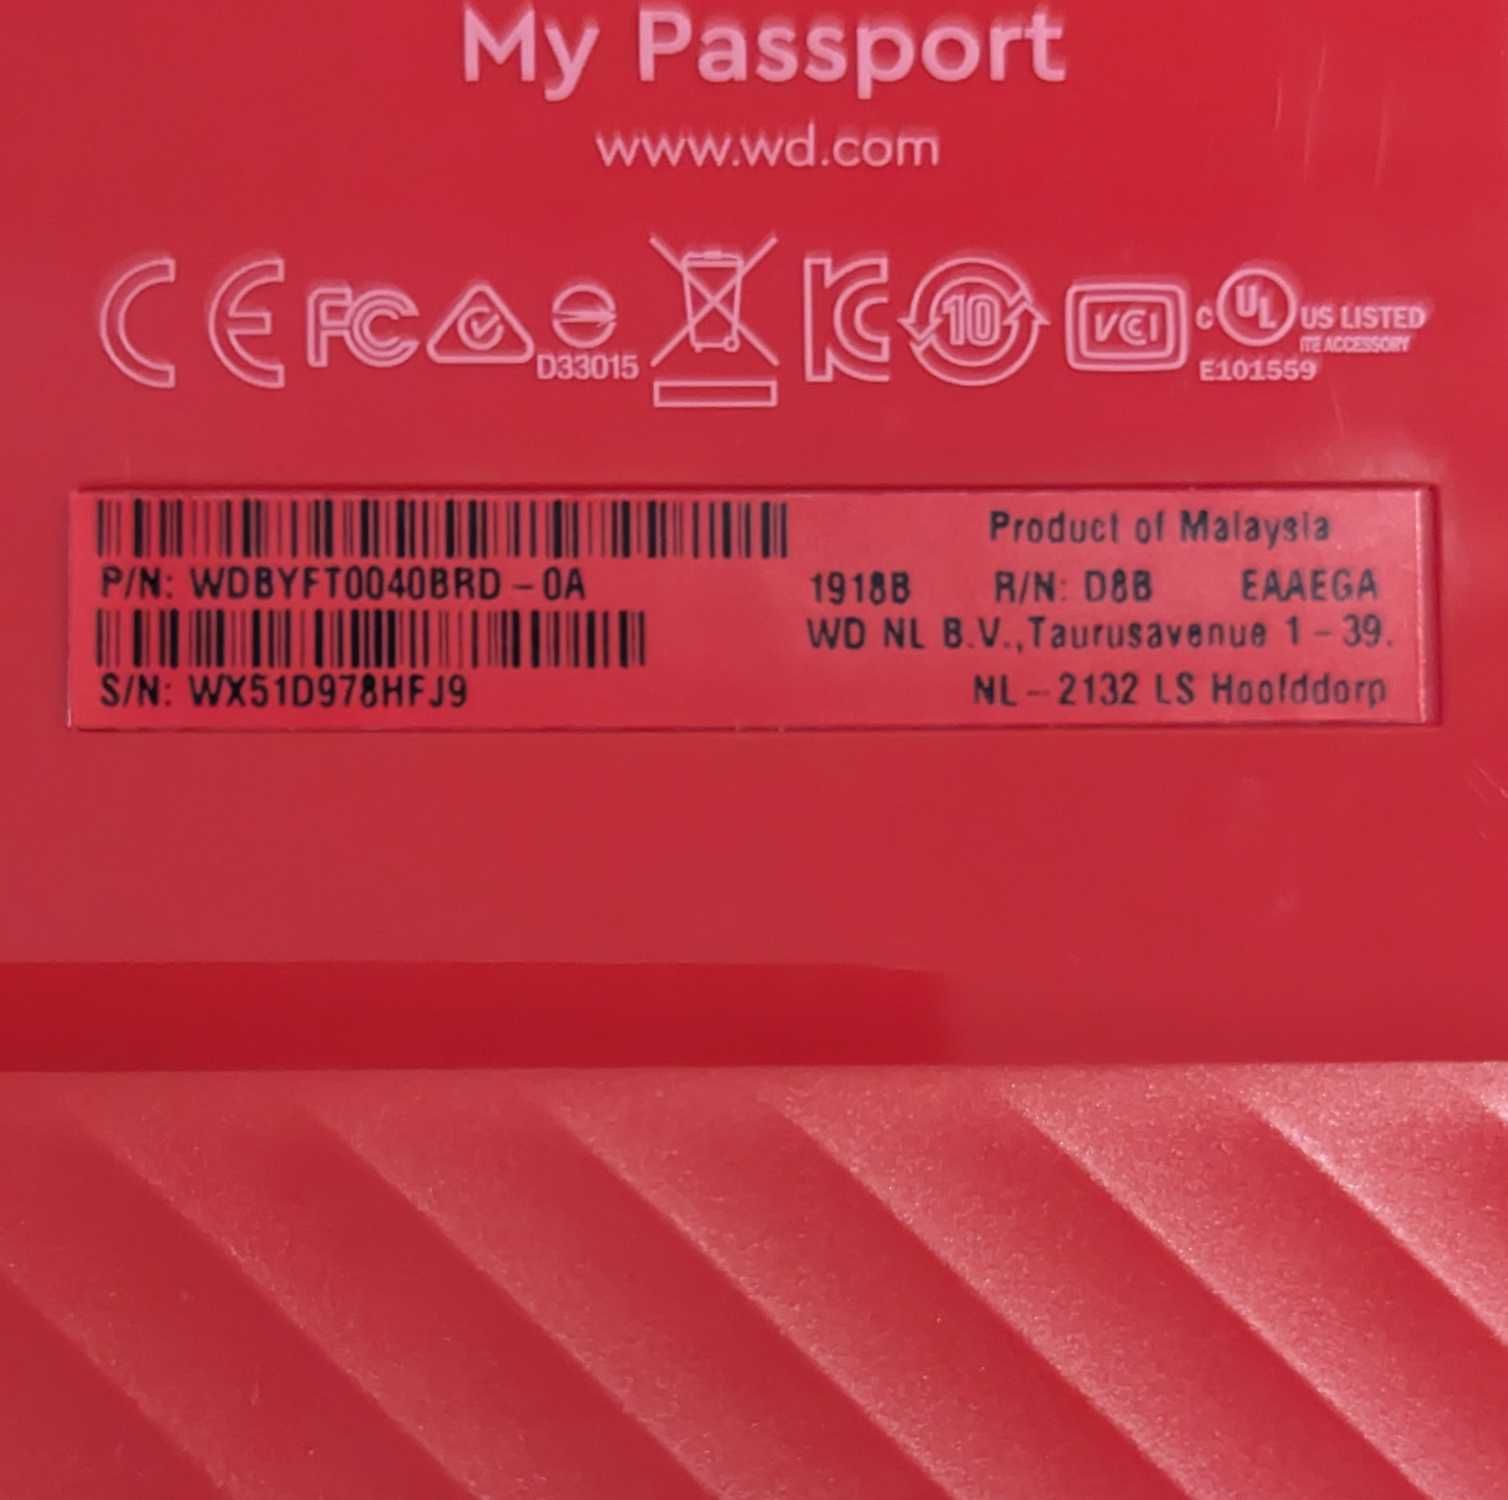 My Passport
www.wd.com
CE FC D33015 10 VCI c UL US LISTED
ITE ACCESSORY
E101559
Product of Malaysia
P/N: WDBYFT0040BRD-0A 1918B R/N: D8B EAAEGA
WD NL B.V.,Taurusavenue 1-39.
S/N: WX51D978HFJ9 NL-2132 LS Hoofddorp